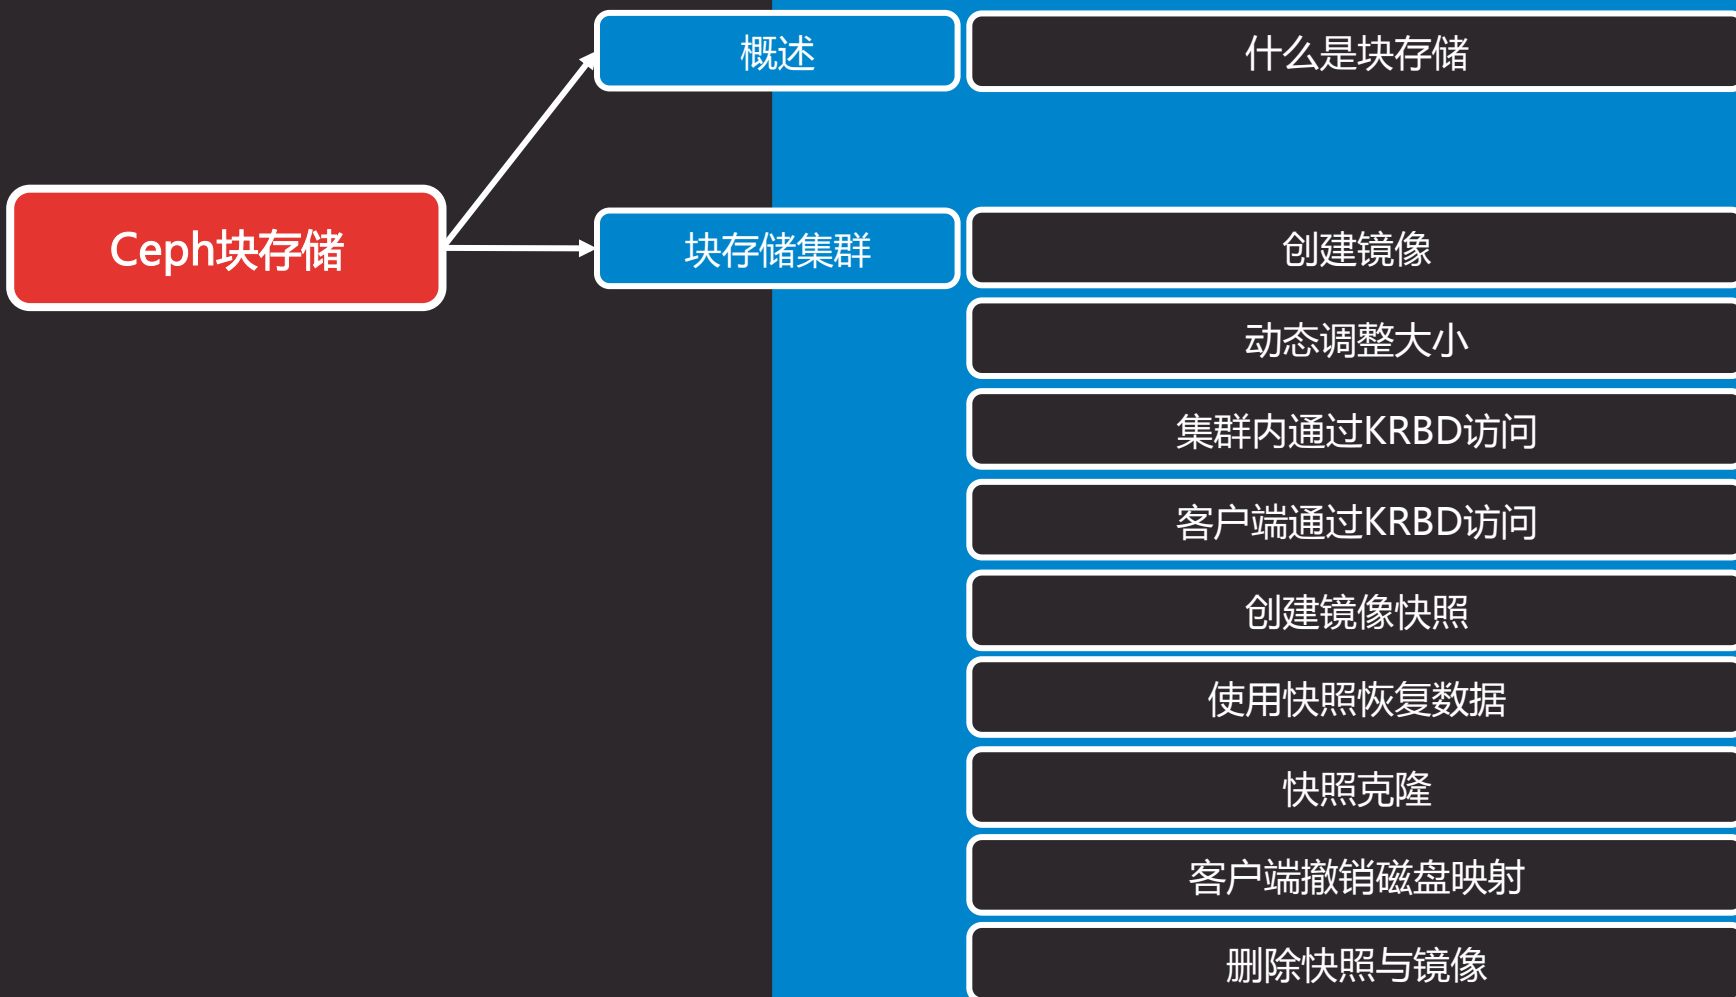 概述
什么是块存储
Ceph块存储
块存储集群
创建镜像
动态调整大小
集群内通过KRBD访问
客户端通过KRBD访问
创建镜像快照
使用快照恢复数据
快照克隆
客户端撤销磁盘映射
删除快照与镜像